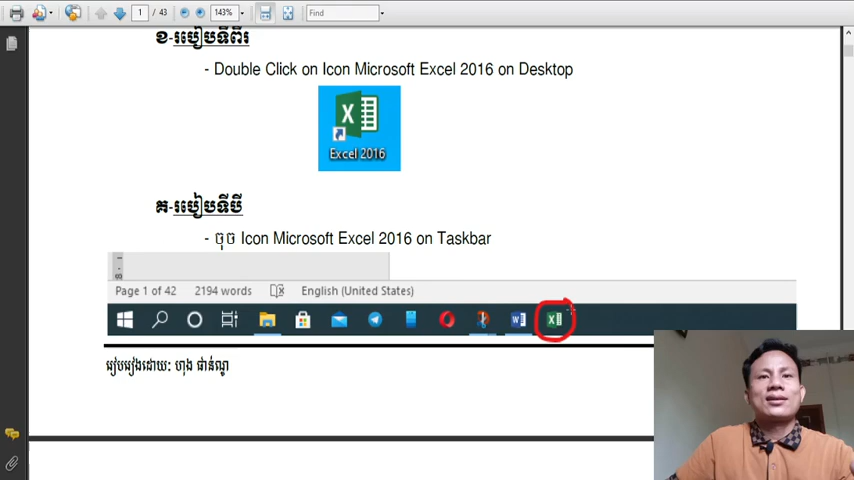 1 / 43
143%
Find
ខ-របៀបទីពីរ
- Double Click on Icon Microsoft Excel 2016 on Desktop
Excel 2016
គ-របៀបទីបី
- ចុច Icon Microsoft Excel 2016 on Taskbar
Page 1 of 42 2194 words English (United States)
រៀបរៀងដោយ: ហុង ផាន់ណូ